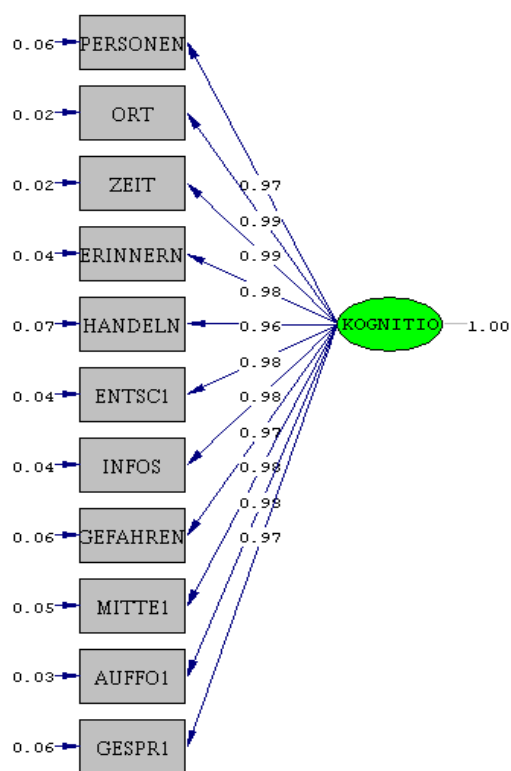 0.06 PERSONEN
0.02 ORT
0.02 ZEIT
0.97
0.99
0.04 ERINNERN 0.99
0.98
0.07 HANDELN 0.96 KOGNITIO 1.00
0.98
0.04 ENTSC1 0.98
0.97
0.04 INFOS 0.98
0.98
0.06 GEFAHREN 0.97
0.05 MITTE1
0.03 AUFFO1
0.06 GESPR1